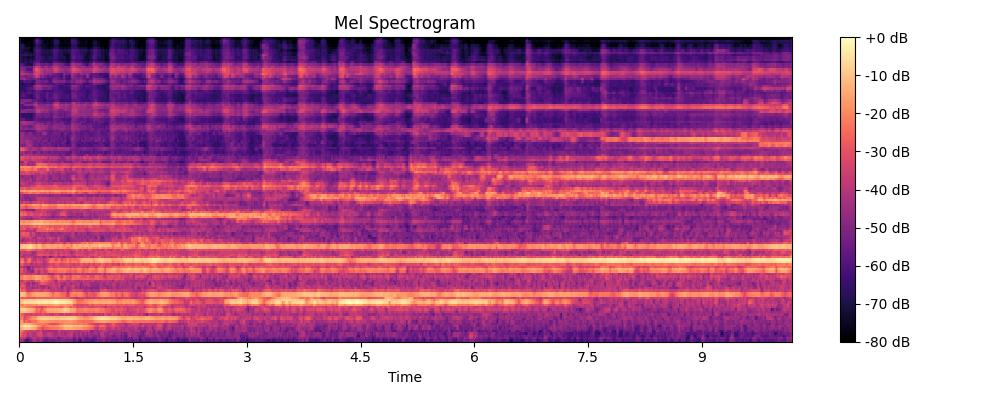 Mel Spectrogram
+0 dB
-10 dB
-20 dB
-30 dB
-40 dB
-50 dB
-60 dB
-70 dB
-80 dB
0 1.5 3 4.5 6 7.5 9
Time